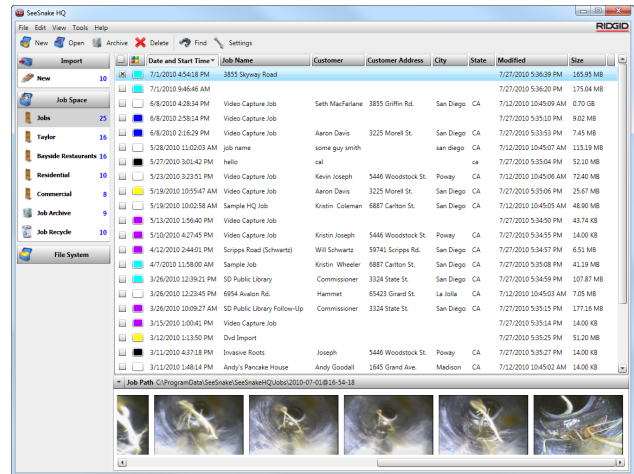 SeeSnake HQ
File Edit View Tools Help
RIDGID
New Open Archive Delete Find Settings
Import
New 10
Job Space
Jobs 25
Taylor 16
Bayside Restaurants 16
Residential 10
Commercial 8
Job Archive 9
Job Recycle 10
File System
Date and Start Time Job Name Customer Customer Address City State Modified Size
7/1/2010 4:54:18 PM 3855 Skyway Road 7/27/2010 5:36:39 PM 165.95 MB
7/1/2010 9:46:46 AM 7/27/2010 5:36:20 PM 175.04 MB
6/8/2010 4:28:34 PM Video Capture Job Seth MacFarlane 3855 Griffin Rd. San Diego CA 7/12/2010 10:45:09 AM 0.70 GB
6/8/2010 2:58:14 PM Video Capture Job 7/27/2010 5:35:10 PM 9.02 MB
6/8/2010 2:16:29 PM Video Capture Job Aaron Davis 3225 Morell St. San Diego CA 7/27/2010 5:33:53 PM 7.45 MB
5/28/2010 11:02:03 AM job name some guy smith san diego CA 7/12/2010 10:45:07 AM 115.19 MB
5/27/2010 3:01:42 PM hello cal ca 7/27/2010 5:35:04 PM 52.10 MB
5/23/2010 3:23:51 PM Video Capture Job Kevin Joseph 5446 Woodstock St. Poway CA 7/12/2010 10:45:06 AM 72.40 MB
5/19/2010 10:55:47 AM Video Capture Job Aaron Davis 3225 Morell St. San Diego CA 7/27/2010 5:35:06 PM 25.67 MB
5/19/2010 10:02:58 AM Sample HQ Job Kristin Coleman 6887 Carlton St. San Diego CA 7/12/2010 10:45:05 AM 48.90 MB
5/13/2010 1:56:40 PM Video Capture Job 7/27/2010 5:34:50 PM 43.74 KB
5/10/2010 4:27:45 PM Video Capture Job Kristin Joseph 5446 Woodstock St. Poway CA 7/27/2010 5:34:55 PM 14.00 KB
4/12/2010 2:44:01 PM Scripps Road (Schwartz) Will Schwartz 59741 Scripps Rd. San Diego CA 7/27/2010 5:34:57 PM 6.51 MB
4/7/2010 11:58:00 AM Sample Job Kristin Wheeler 6887 Carlton St. San Diego CA 7/27/2010 5:35:08 PM 41.19 MB
3/26/2010 12:39:21 PM SD Public Library Commissioner 3324 State St. San Diego CA 7/27/2010 5:34:59 PM 107.87 MB
3/26/2010 12:23:45 PM 6954 Avalon Rd. Hammet 65423 Girard St. La Jolla CA 7/12/2010 10:45:03 AM 7.05 MB
3/26/2010 10:09:27 AM SD Public Library Follow-Up Commissioner 3324 State St. San Diego CA 7/27/2010 5:35:15 PM 177.16 MB
3/15/2010 1:00:41 PM Video Capture Job 7/27/2010 5:35:14 PM 14.00 KB
3/12/2010 1:13:50 PM Dvd Import 7/27/2010 5:35:25 PM 51.20 MB
3/11/2010 4:37:18 PM Invasive Roots Joseph 5446 Woodstock St. Poway CA 7/27/2010 5:35:27 PM 14.00 KB
3/11/2010 1:48:14 PM Andy's Pancake House Andy Goodall 1645 Grand Ave. Madison CA 7/12/2010 10:45:02 AM 14.00 KB
Job Path C:\ProgramData\SeeSnake\SeeSnakeHQ\Jobs\2010-07-01@16-54-18